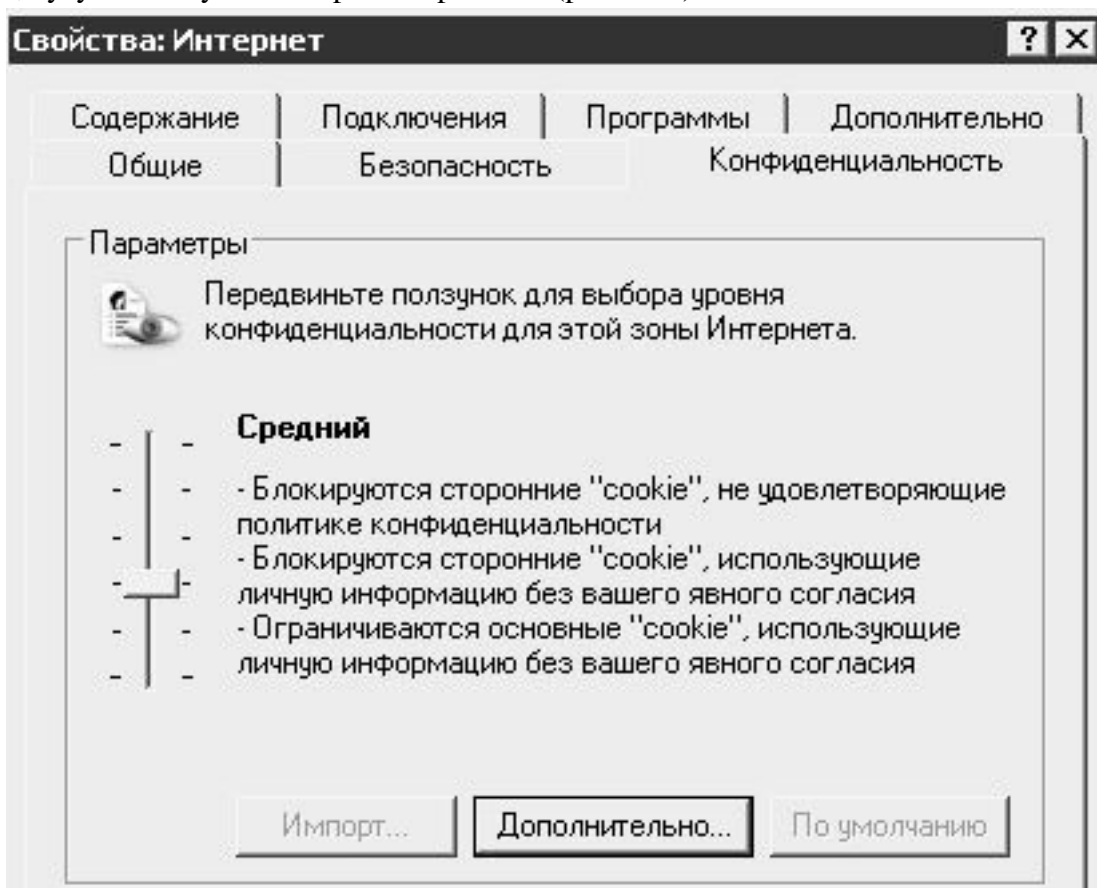 Свойства: Интернет
Содержание Подключения Программы Дополнительно
Общие Безопасность Конфиденциальность
Параметры
Передвиньте ползунок для выбора уровня
конфиденциальности для этой зоны Интернета.
Средний
- Блокируются сторонние "cookie", не удовлетворяющие
политике конфиденциальности
- Блокируются сторонние "cookie", использующие
личную информацию без вашего явного согласия
- Ограничиваются основные "cookie", использующие
личную информацию без вашего явного согласия
Импорт... Дополнительно... По умолчанию